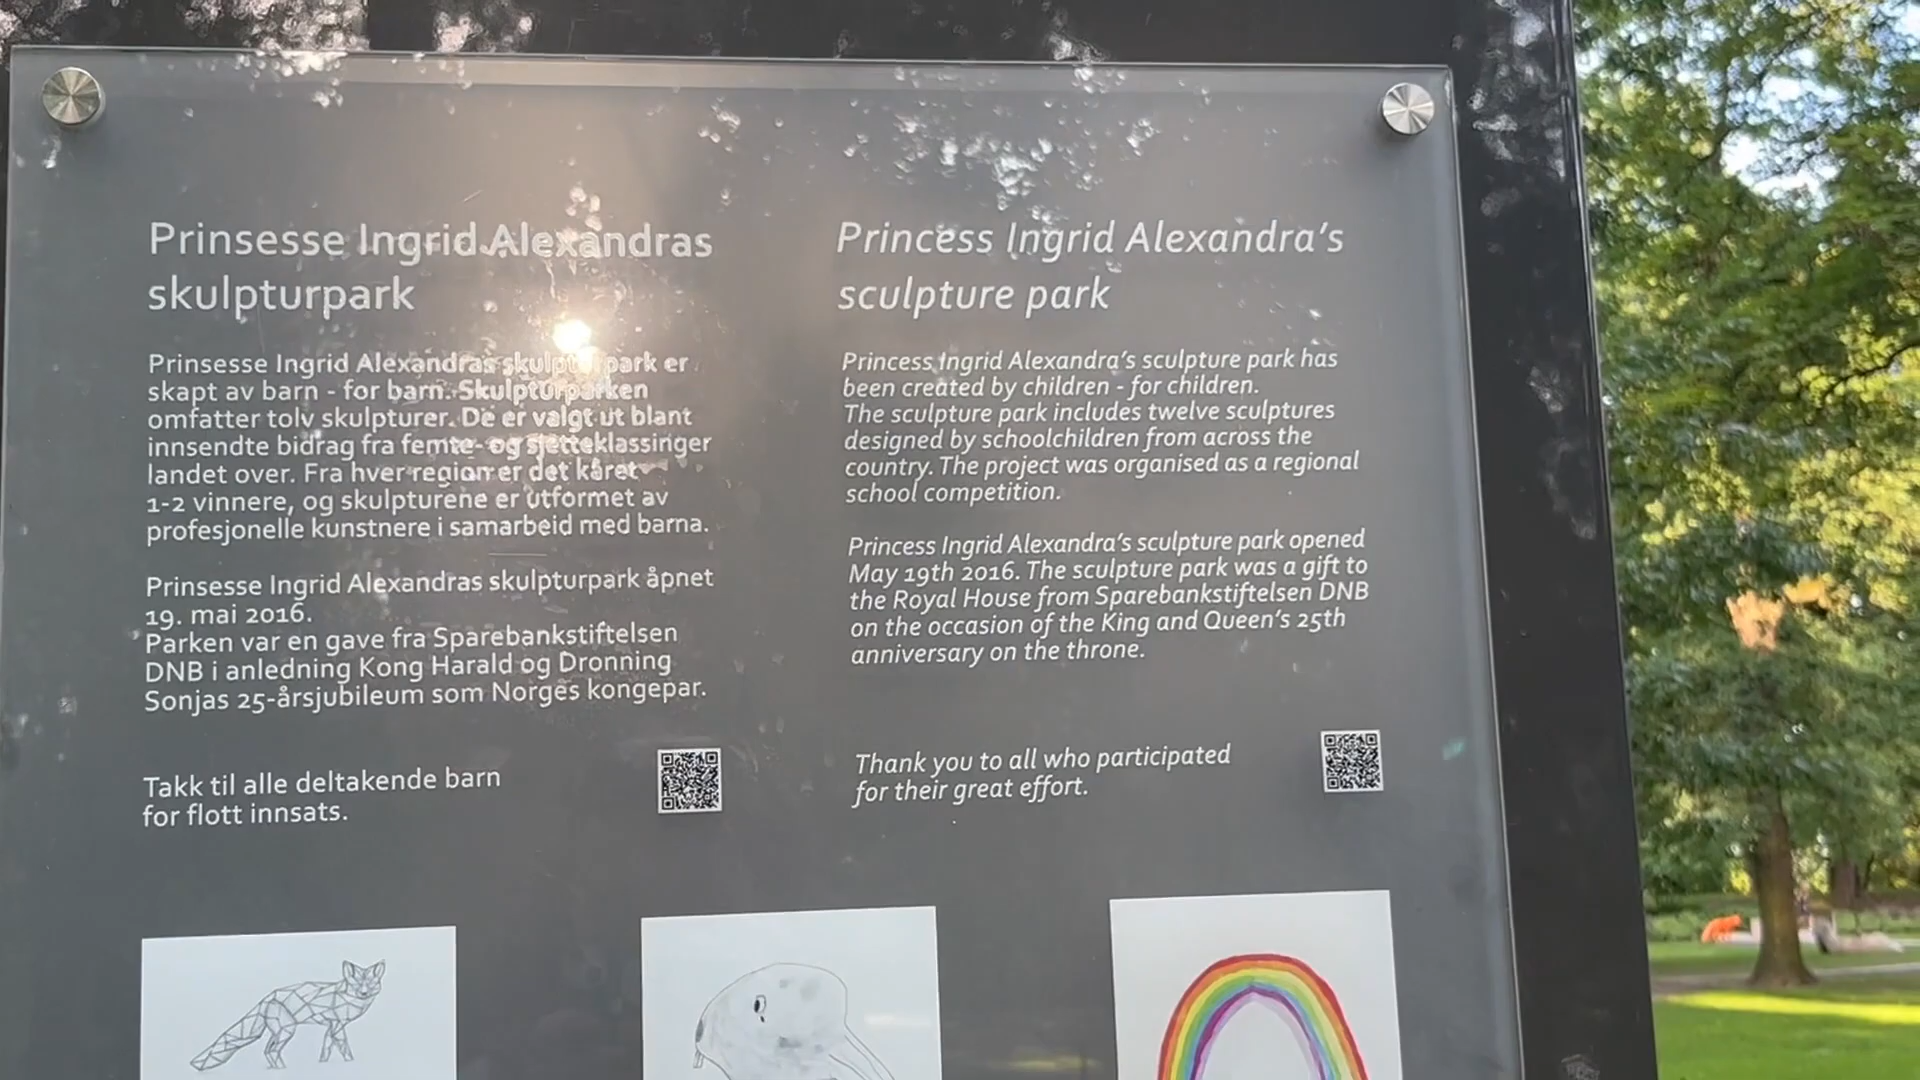 Prinsesse Ingrid Alexandras
skulpturpark
Prinsesse Ingrid Alexandras skulpturpark er
skapt av barn - for barn. Skulpturparken
omfatter tolv skulpturer. De er valgt ut blant
innsendte bidrag fra femte- og sjetteklassinger
landet over. Fra hver region er det kåret
1-2 vinnere, og skulpturene er utformet av
profesjonelle kunstnere i samarbeid med barna.
Prinsesse Ingrid Alexandras skulpturpark åpnet
19. mai 2016.
Parken var en gave fra Sparebankstiftelsen
DNB i anledning Kong Harald og Dronning
Sonjas 25-årsjubileum som Norges kongepar.
Takk til alle deltakende barn
for flott innsats.
Princess Ingrid Alexandra's
sculpture park
Princess Ingrid Alexandra's sculpture park has
been created by children - for children.
The sculpture park includes twelve sculptures
designed by schoolchildren from across the
country. The project was organised as a regional
school competition.
Princess Ingrid Alexandra's sculpture park opened
May 19th 2016. The sculpture park was a gift to
the Royal House from Sparebankstiftelsen DNB
on the occasion of the King and Queen's 25th
anniversary on the throne.
Thank you to all who participated
for their great effort.